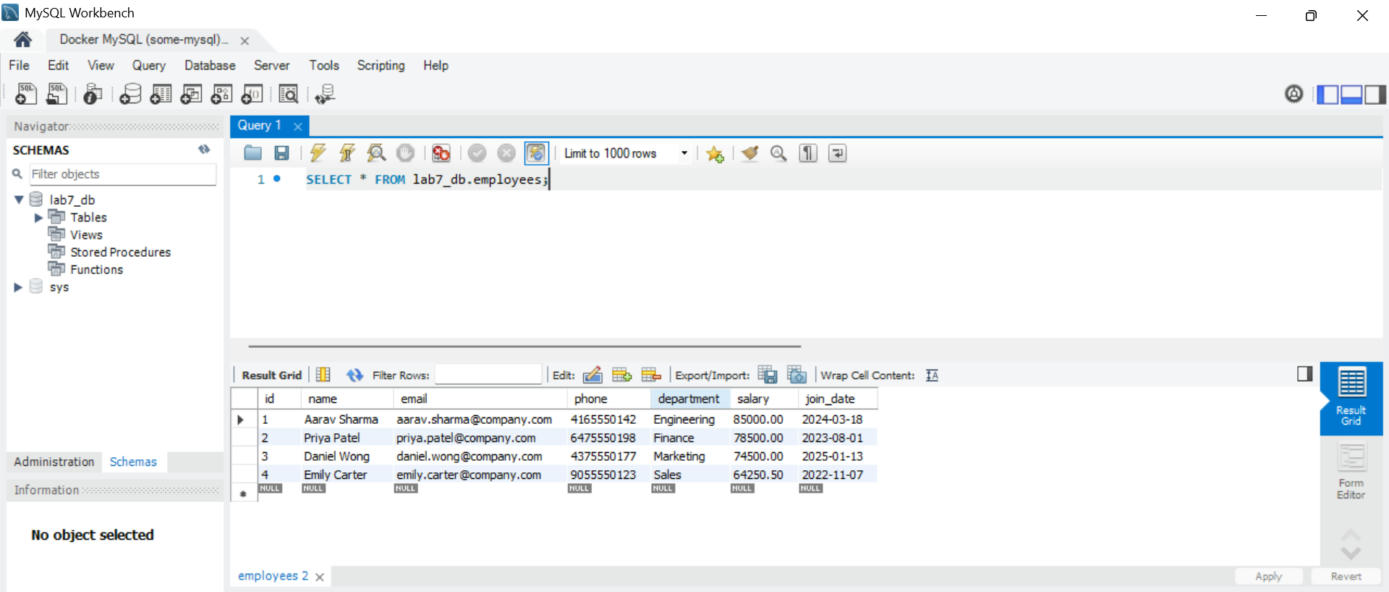 MySQL Workbench
Docker MySQL (some-mysql)...
File Edit View Query Database Server Tools Scripting Help
Navigator
SCHEMAS
Filter objects
lab7_db
Tables
Views
Stored Procedures
Functions
sys
Administration Schemas
Information
No object selected
Query 1
Limit to 1000 rows
1 SELECT * FROM lab7_db.employees;
Result Grid Filter Rows: Edit: Export/Import: Wrap Cell Content:
id name email phone department salary join_date
1 Aarav Sharma aarav.sharma@company.com 4165550142 Engineering 85000.00 2024-03-18
2 Priya Patel priya.patel@company.com 6475550198 Finance 78500.00 2023-08-01
3 Daniel Wong daniel.wong@company.com 4375550177 Marketing 74500.00 2025-01-13
4 Emily Carter emily.carter@company.com 9055550123 Sales 64250.50 2022-11-07
NULL NULL NULL NULL NULL NULL NULL
Result
Grid
Form
Editor
employees 2
Apply Revert